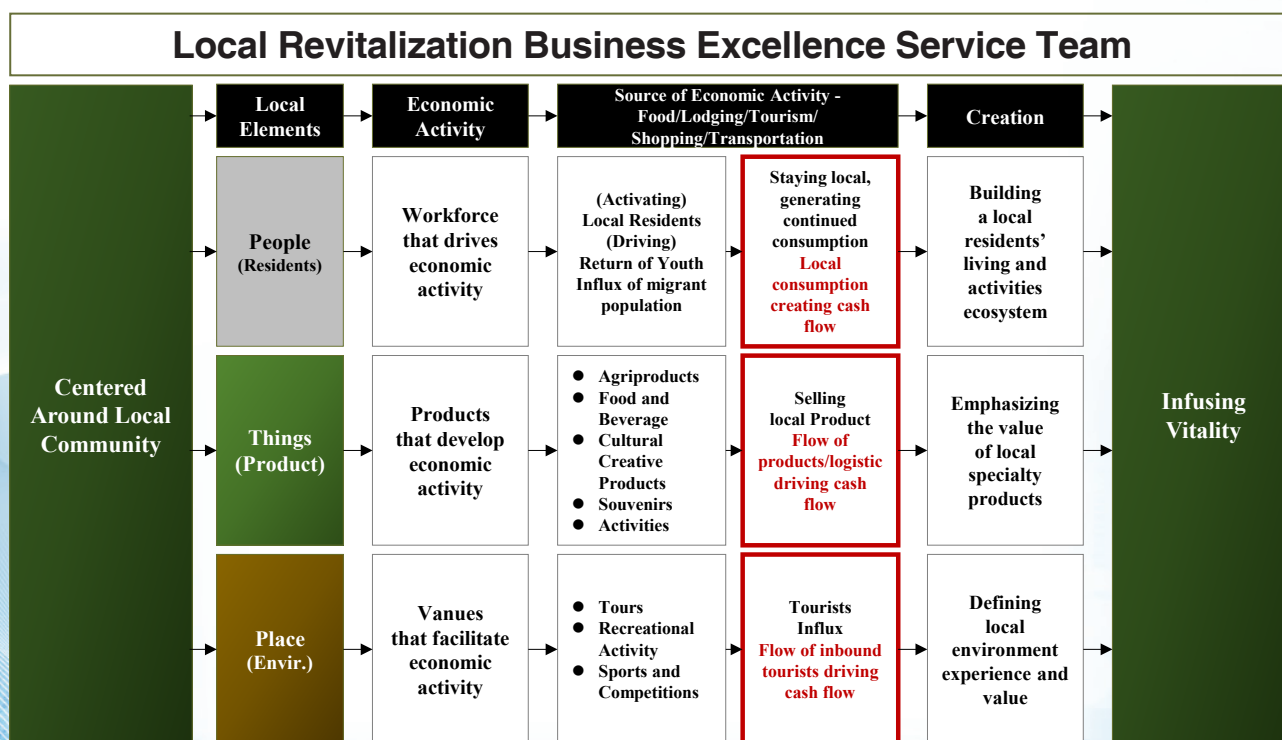 Local Revitalization Business Excellence Service Team
Centered
Around Local
Community
Local
Elements
Economic
Activity
Source of Economic Activity -
Food/Lodging/Tourism/
Shopping/Transportation
Creation
People
(Residents)
Workforce
that drives
economic
activity
(Activating)
Local Residents
(Driving)
Return of Youth
Influx of migrant
population
Staying local,
generating
continued
consumption
Local
consumption
creating cash
flow
Building
a local
residents’
living and
activities
ecosystem
Things
(Product)
Products
that develop
economic
activity
● Agriproducts
● Food and
Beverage
● Cultural
Creative
Products
● Souvenirs
● Activities
Selling
local Product
Flow of
products/logistic
driving cash
flow
Emphasizing
the value
of local
specialty
products
Place
(Envir.)
Vanues
that facilitate
economic
activity
● Tours
● Recreational
Activity
● Sports and
Competitions
Tourists
Influx
Flow of inbound
tourists driving
cash flow
Defining
local
environment
experience and
value
Infusing
Vitality